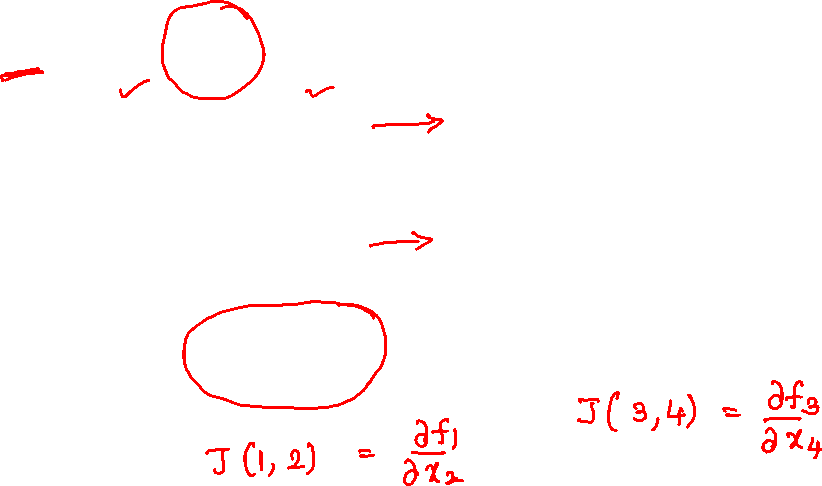 J(3,4) = ∂f₃/∂x₄
J(1,2) = ∂f₁/∂x₂